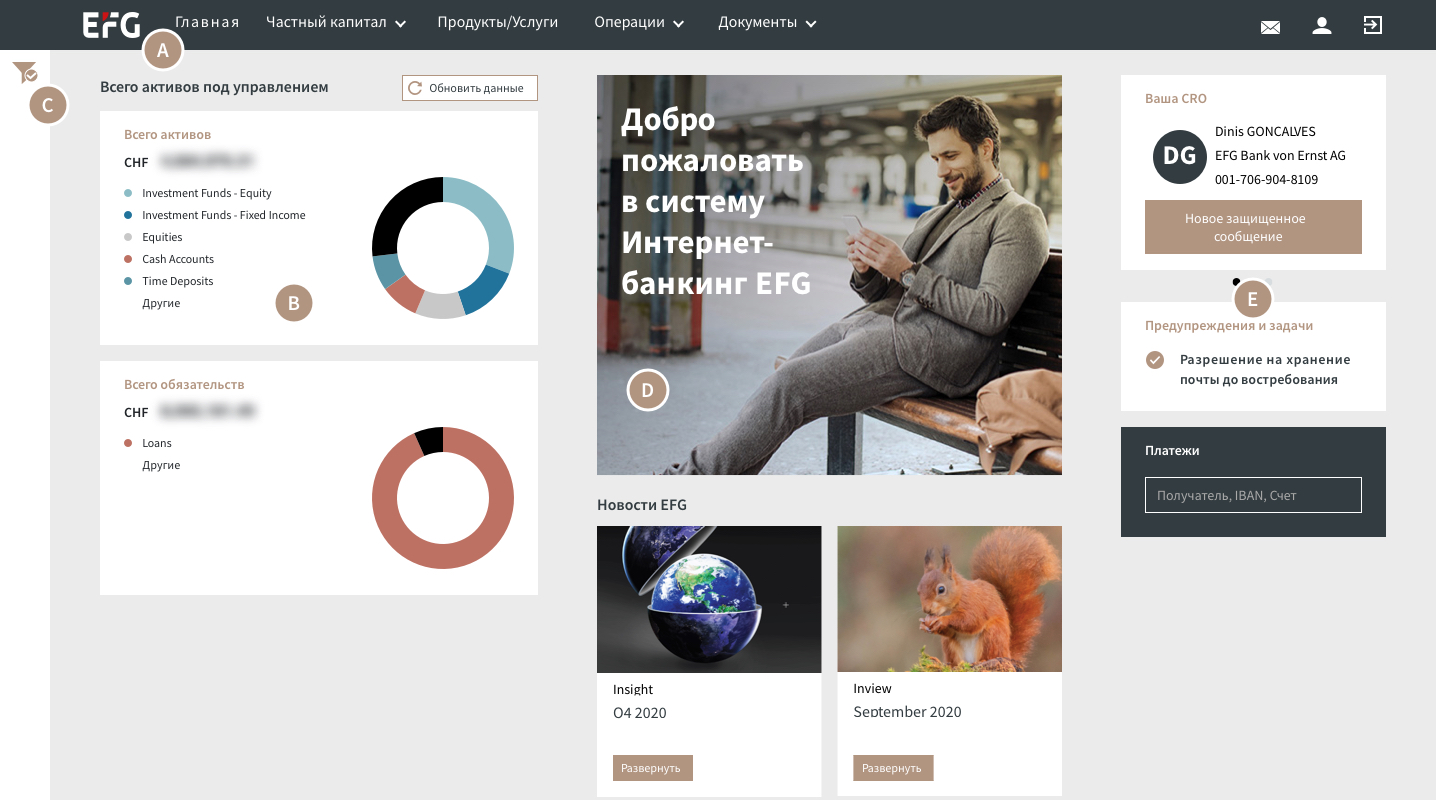 EFG
Главная
Частный капитал
Продукты/Услуги
Операции
Документы
A
C
Всего активов под управлением
Обновить данные
Всего активов
CHF
Investment Funds - Equity
Investment Funds - Fixed Income
Equities
Cash Accounts
Time Deposits
Другие
B
Всего обязательств
CHF
Loans
Другие
Добро
пожаловать
в систему
Интернет-
банкинг EFG
D
Новости EFG
Insight
Q4 2020
Развернуть
Inview
September 2020
Развернуть
Ваша CRO
DG
Dinis GONCALVES
EFG Bank von Ernst AG
001-706-904-8109
Новое защищенное
сообщение
E
Предупреждения и задачи
Разрешение на хранение
почты до востребования
Платежи
Получатель, IBAN, Счет